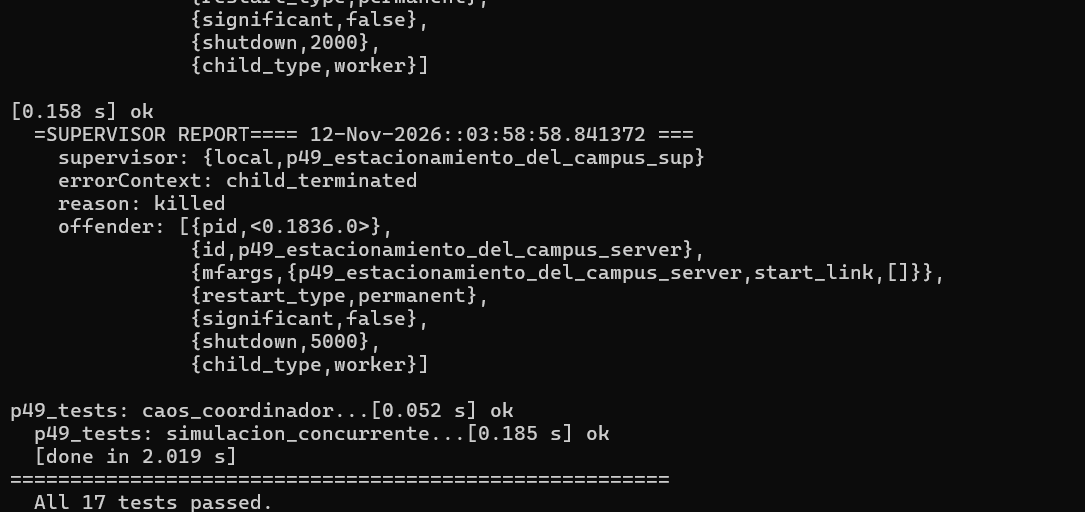 {restart_type,permanent},
{significant,false},
{shutdown,2000},
{child_type,worker}]
[0.158 s] ok
=SUPERVISOR REPORT==== 12-Nov-2026::03:58:58.841372 ===
supervisor: {local,p49_estacionamiento_del_campus_sup}
errorContext: child_terminated
reason: killed
offender: [{pid,<0.1836.0>},
{id,p49_estacionamiento_del_campus_server},
{mfargs,{p49_estacionamiento_del_campus_server,start_link,[]}},
{restart_type,permanent},
{significant,false},
{shutdown,5000},
{child_type,worker}]
p49_tests: caos_coordinador...[0.052 s] ok
p49_tests: simulacion_concurrente...[0.185 s] ok
[done in 2.019 s]
=======================================================
All 17 tests passed.